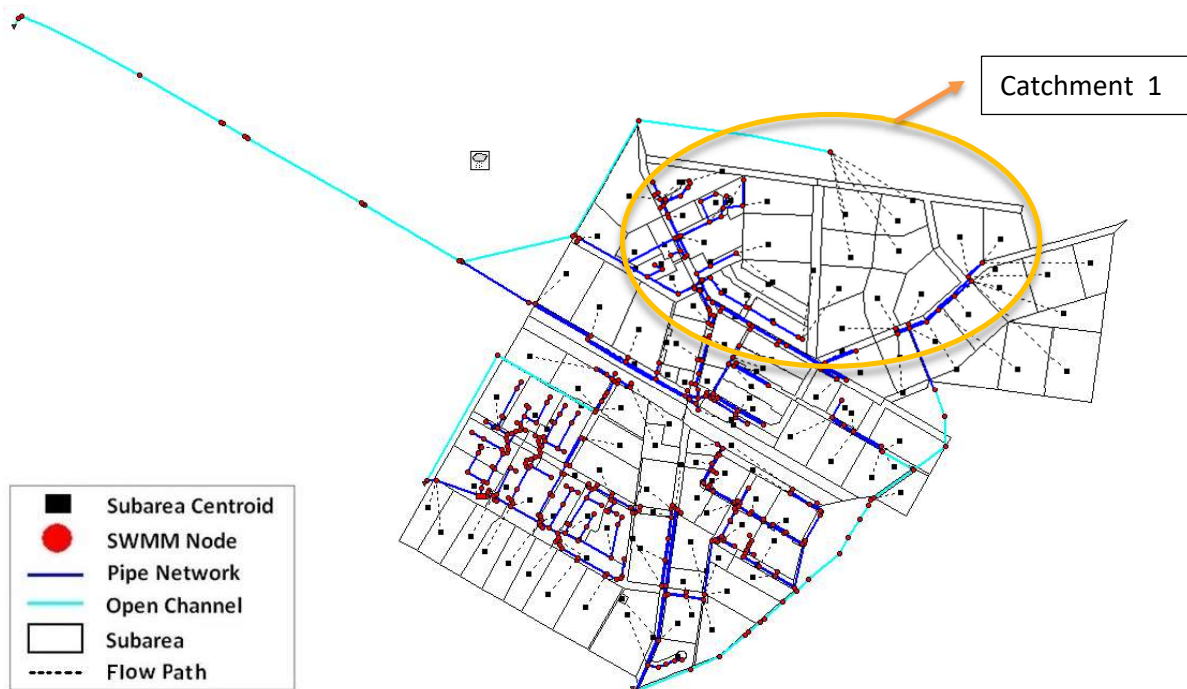 Catchment 1
Subarea Centroid
SWMM Node
Pipe Network
Open Channel
Subarea
Flow Path